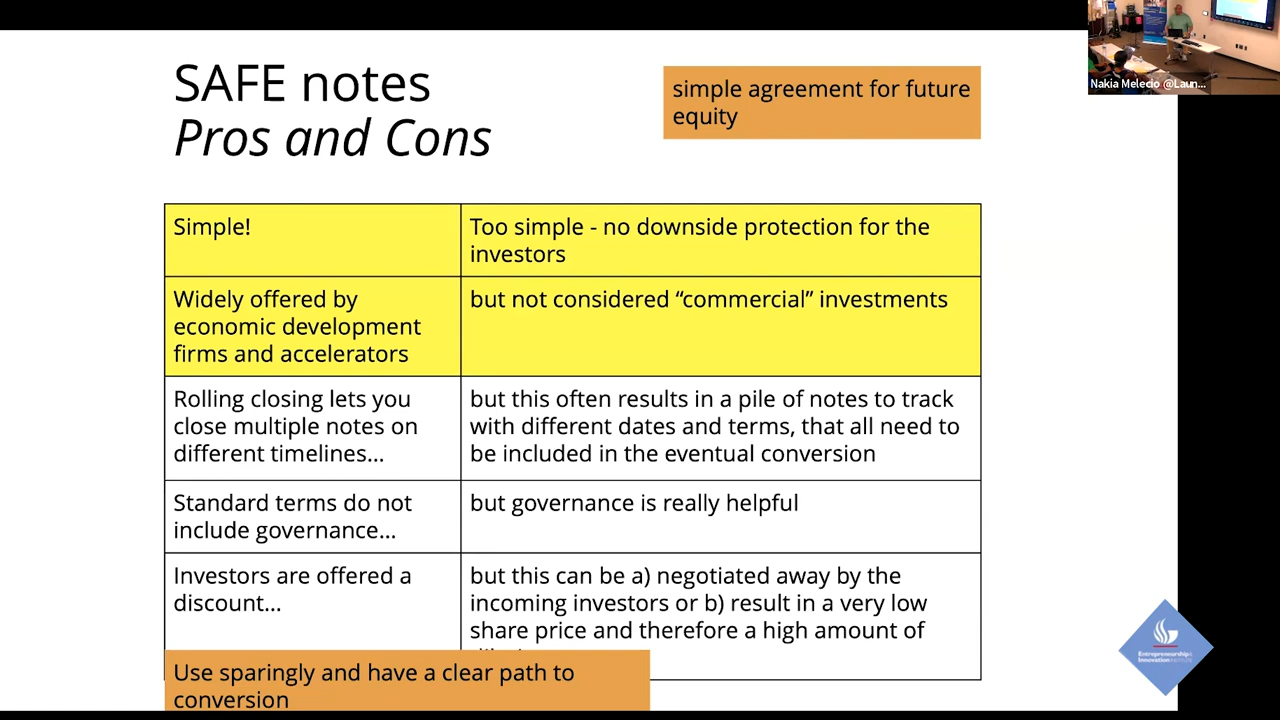 SAFE notes
Pros and Cons
simple agreement for future
equity
Nakia Melecio @Laun...
Simple!
Too simple - no downside protection for the
investors
Widely offered by
economic development
firms and accelerators
but not considered “commercial” investments
Rolling closing lets you
close multiple notes on
different timelines...
but this often results in a pile of notes to track
with different dates and terms, that all need to
be included in the eventual conversion
Standard terms do not
include governance...
but governance is really helpful
Investors are offered a
discount...
but this can be a) negotiated away by the
incoming investors or b) result in a very low
share price and therefore a high amount of
Use sparingly and have a clear path to
conversion
Entrepreneurship
Innovation